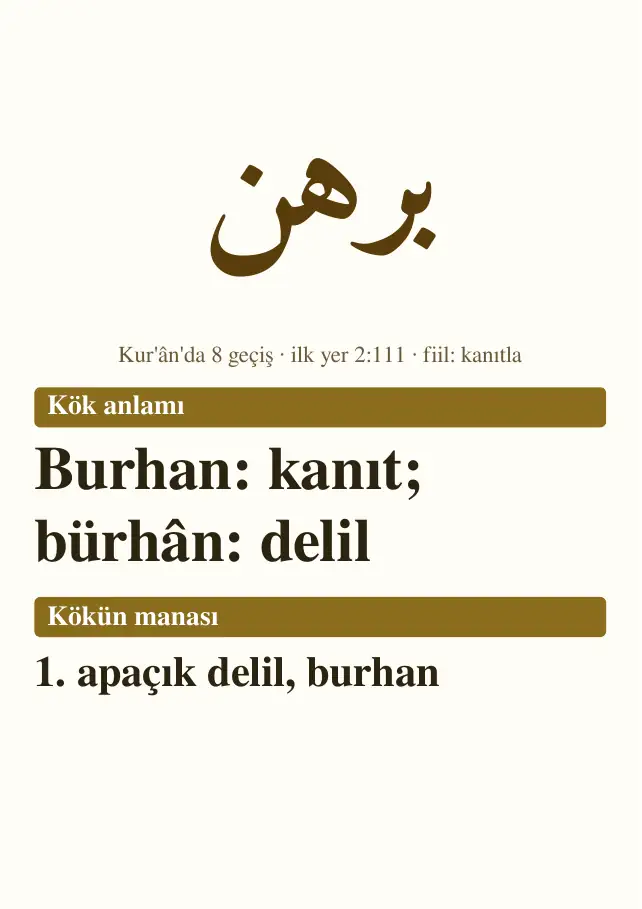 برهن
Kur'ân'da 8 geçiş · ilk yer 2:111 · fiil: kanıtla
Kök anlamı
Burhan: kanıt;
bürhân: delil
Kökün manası
1. apaçık delil, burhan